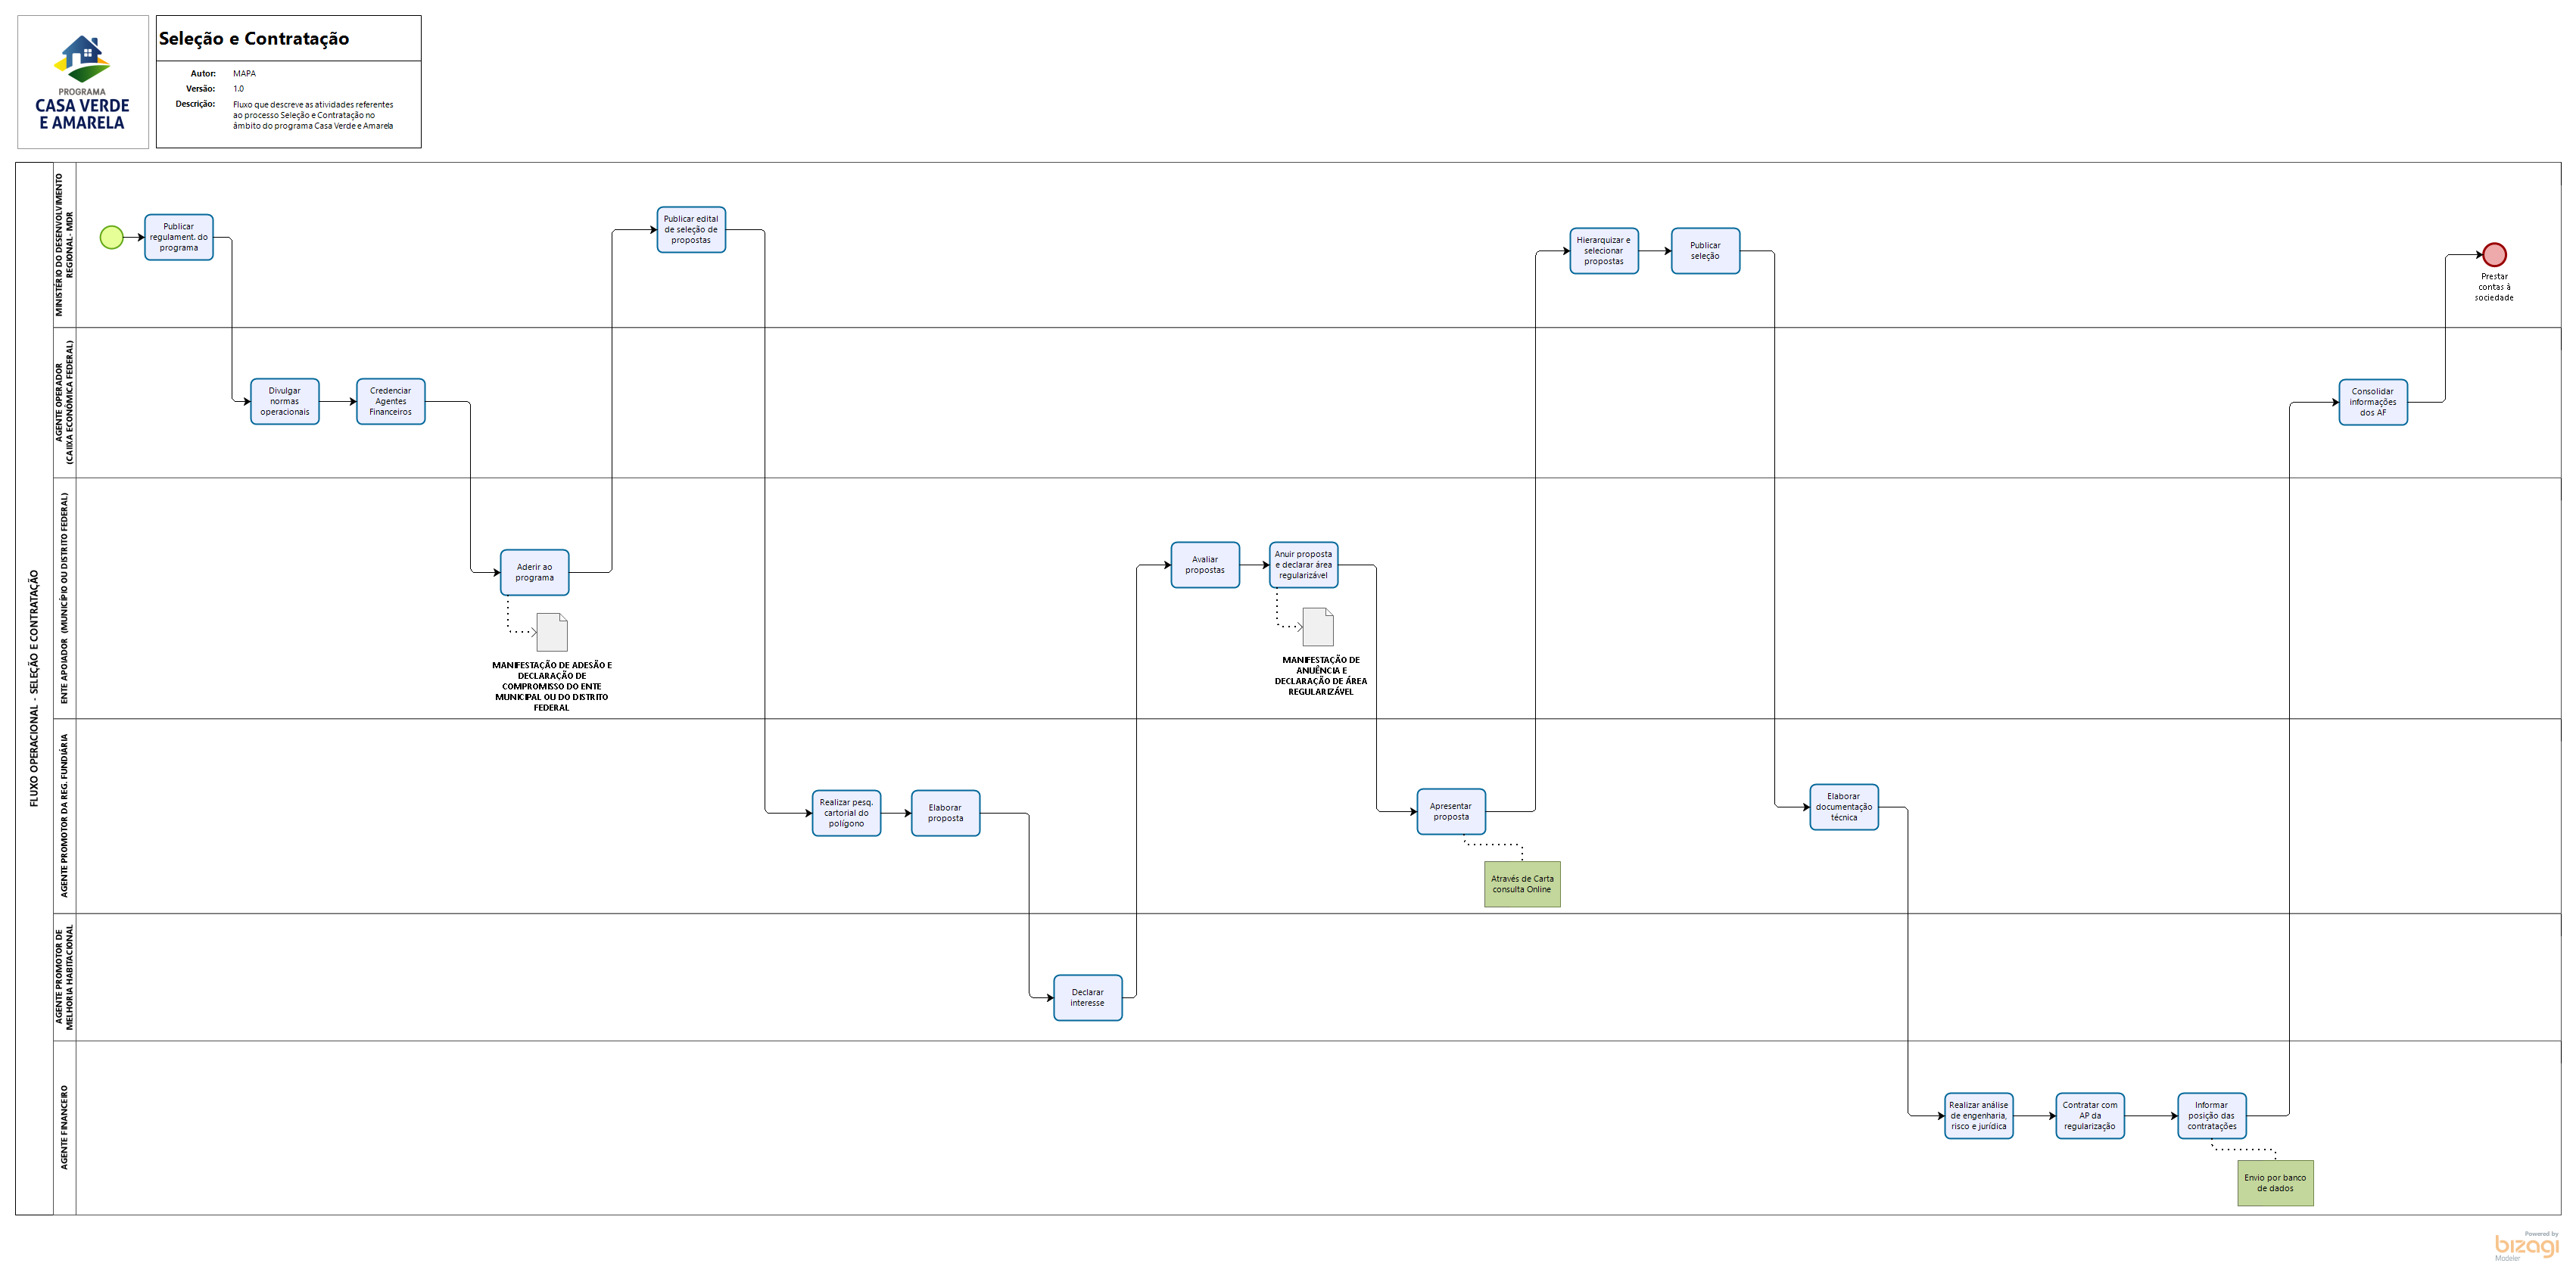 PROGRAMA
CASA VERDE
E AMARELA
Seleção e Contratação
Autor: MAPA
Versão: 1.0
Descrição: Fluxo que descreve as atividades referentes
ao processo Seleção e Contratação no
âmbito do programa Casa Verde e Amarela
FLUXO OPERACIONAL - SELEÇÃO E CONTRATAÇÃO
MINISTÉRIO DO DESENVOLVIMENTO
REGIONAL- MDR
Publicar
regulament. do
programa
Publicar edital
de seleção de
propostas
Hierarquizar e
selecionar
propostas
Publicar
seleção
Prestar
contas à
sociedade
AGENTE OPERADOR
(CAIXA ECONÔMICA FEDERAL)
Divulgar
normas
operacionais
Credenciar
Agentes
Financeiros
Consolidar
informações
dos AF
ENTE APOIADOR (MUNICÍPIO OU DISTRITO FEDERAL)
Aderir ao
programa
MANIFESTAÇÃO DE ADESÃO E
DECLARAÇÃO DE
COMPROMISSO DO ENTE
MUNICIPAL OU DO DISTRITO
FEDERAL
Avaliar
propostas
Anuir proposta
e declarar área
regularizável
MANIFESTAÇÃO DE
ANUÊNCIA E
DECLARAÇÃO DE ÁREA
REGULARIZÁVEL
AGENTE PROMOTOR DA REG. FUNDIÁRIA
Realizar pesq.
cartorial do
polígono
Elaborar
proposta
Apresentar
proposta
Através de Carta
consulta Online
Elaborar
documentação
técnica
AGENTE PROMOTOR DE
MELHORIA HABITACIONAL
Declarar
interesse
AGENTE FINANCEIRO
Realizar análise
de engenharia,
risco e jurídica
Contratar com
AP da
regularização
Informar
posição das
contratações
Envio por banco
de dados
Powered by
bizagi
Modeler